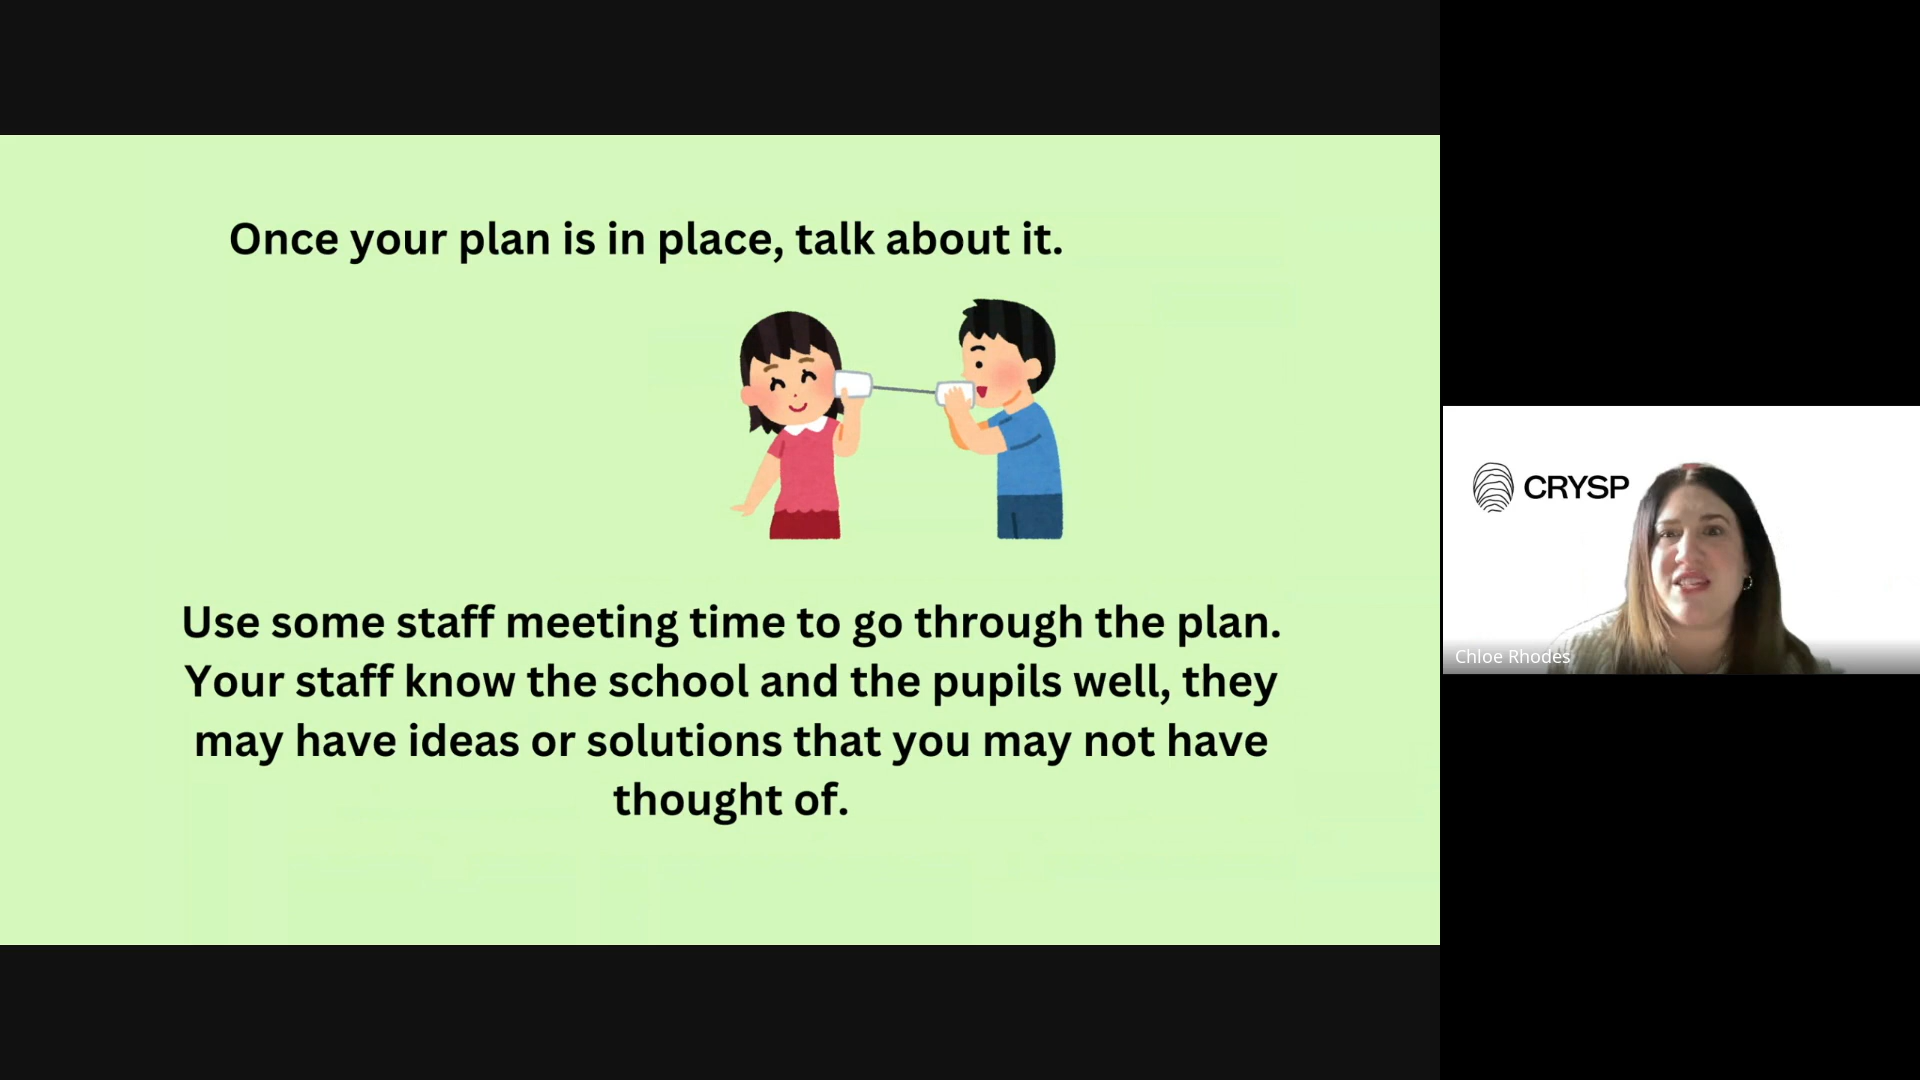 Once your plan is in place, talk about it.
Use some staff meeting time to go through the plan.
Your staff know the school and the pupils well, they
may have ideas or solutions that you may not have
thought of.
CRYSP
Chloe Rhodes